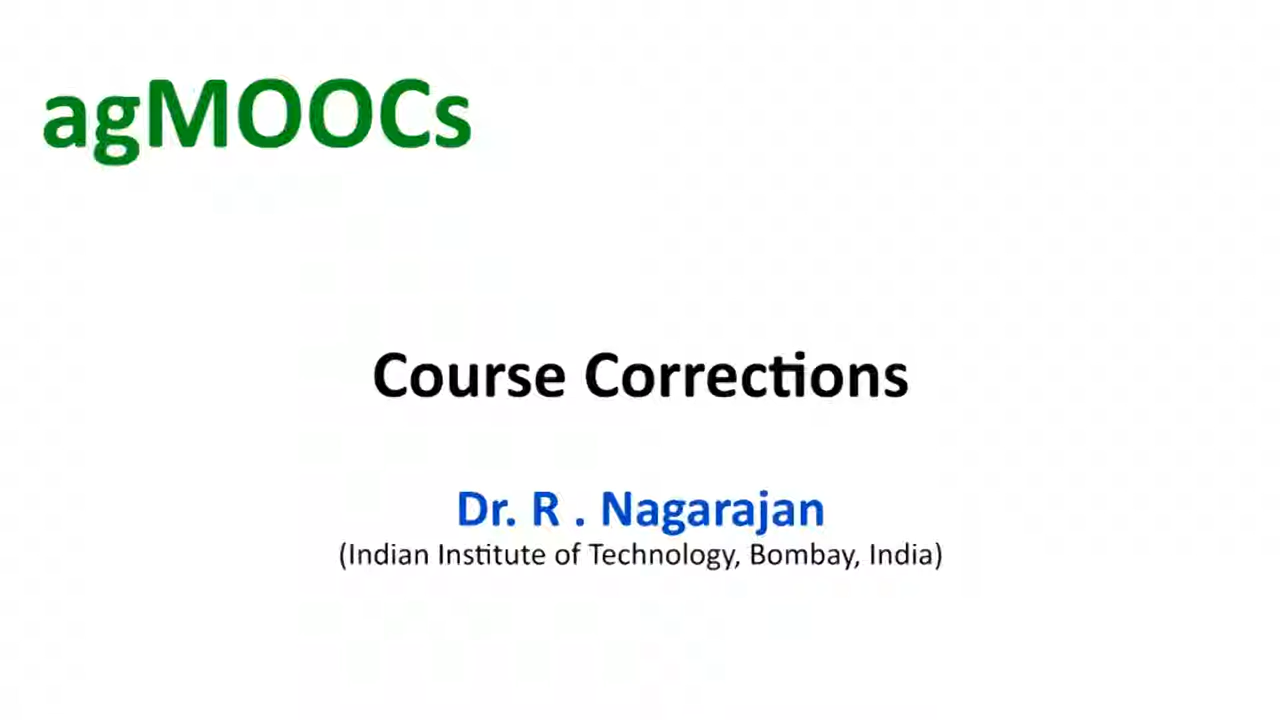 agMOOCs
Course Corrections
Dr. R . Nagarajan
(Indian Institute of Technology, Bombay, India)